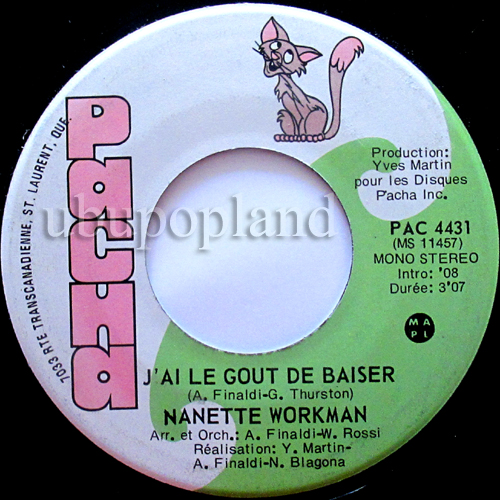 pacha
7033 RTE TRANSCANADIENNE, ST. LAURENT, QUE.
Production:
Yves Martin
pour les Disques
Pacha Inc.
PAC 4431
(MS 11457)
MONO STEREO
Intro: '08
Durée: 3'07
M A
P L
ubupopland
J'AI LE GOUT DE BAISER
(A. Finaldi-G. Thurston)
NANETTE WORKMAN
Arr. et Orch.: A. Finaldi-W. Rossi
Réalisation: Y. Martin-
A. Finaldi-N. Blagona